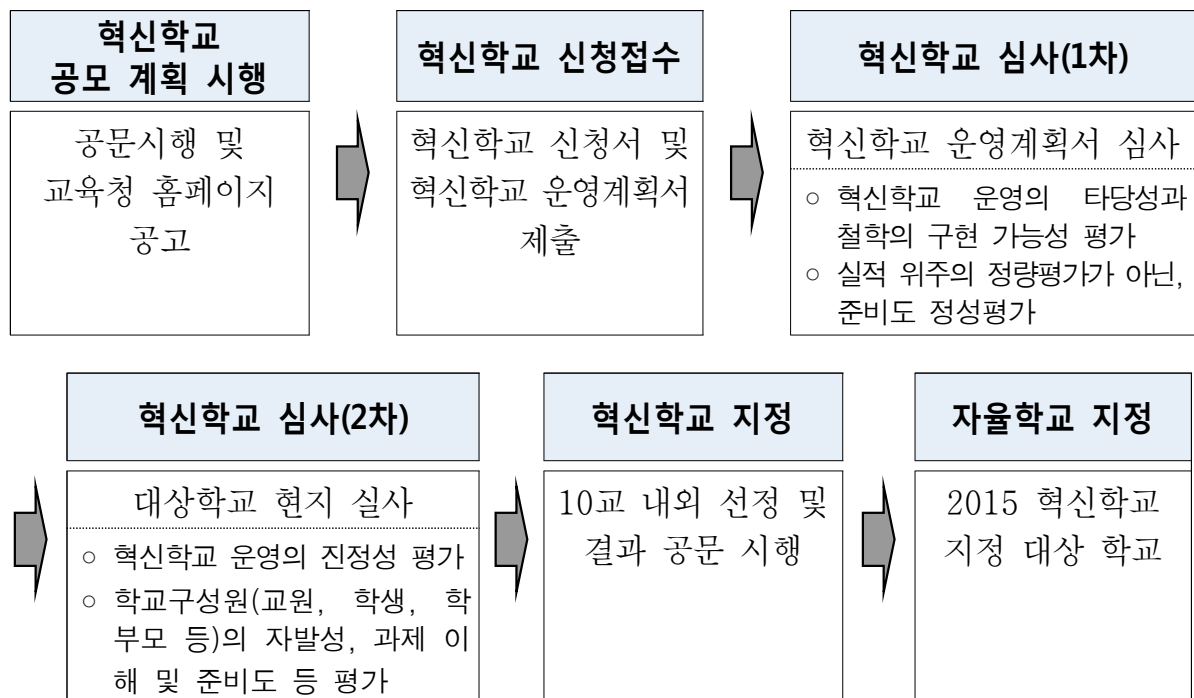 혁신학교
공모 계획 시행
공문시행 및
교육청 홈페이지
공고
혁신학교 신청접수
혁신학교 신청서 및
혁신학교 운영계획서
제출
혁신학교 심사(1차)
혁신학교 운영계획서 심사
○ 혁신학교 운영의 타당성과
철학의 구현 가능성 평가
○ 실적 위주의 정량평가가 아닌,
준비도 정성평가
혁신학교 심사(2차)
대상학교 현지 실사
○ 혁신학교 운영의 진정성 평가
○ 학교구성원(교원, 학생, 학
부모 등)의 자발성, 과제 이
해 및 준비도 등 평가
혁신학교 지정
10교 내외 선정 및
결과 공문 시행
자율학교 지정
2015 혁신학교
지정 대상 학교